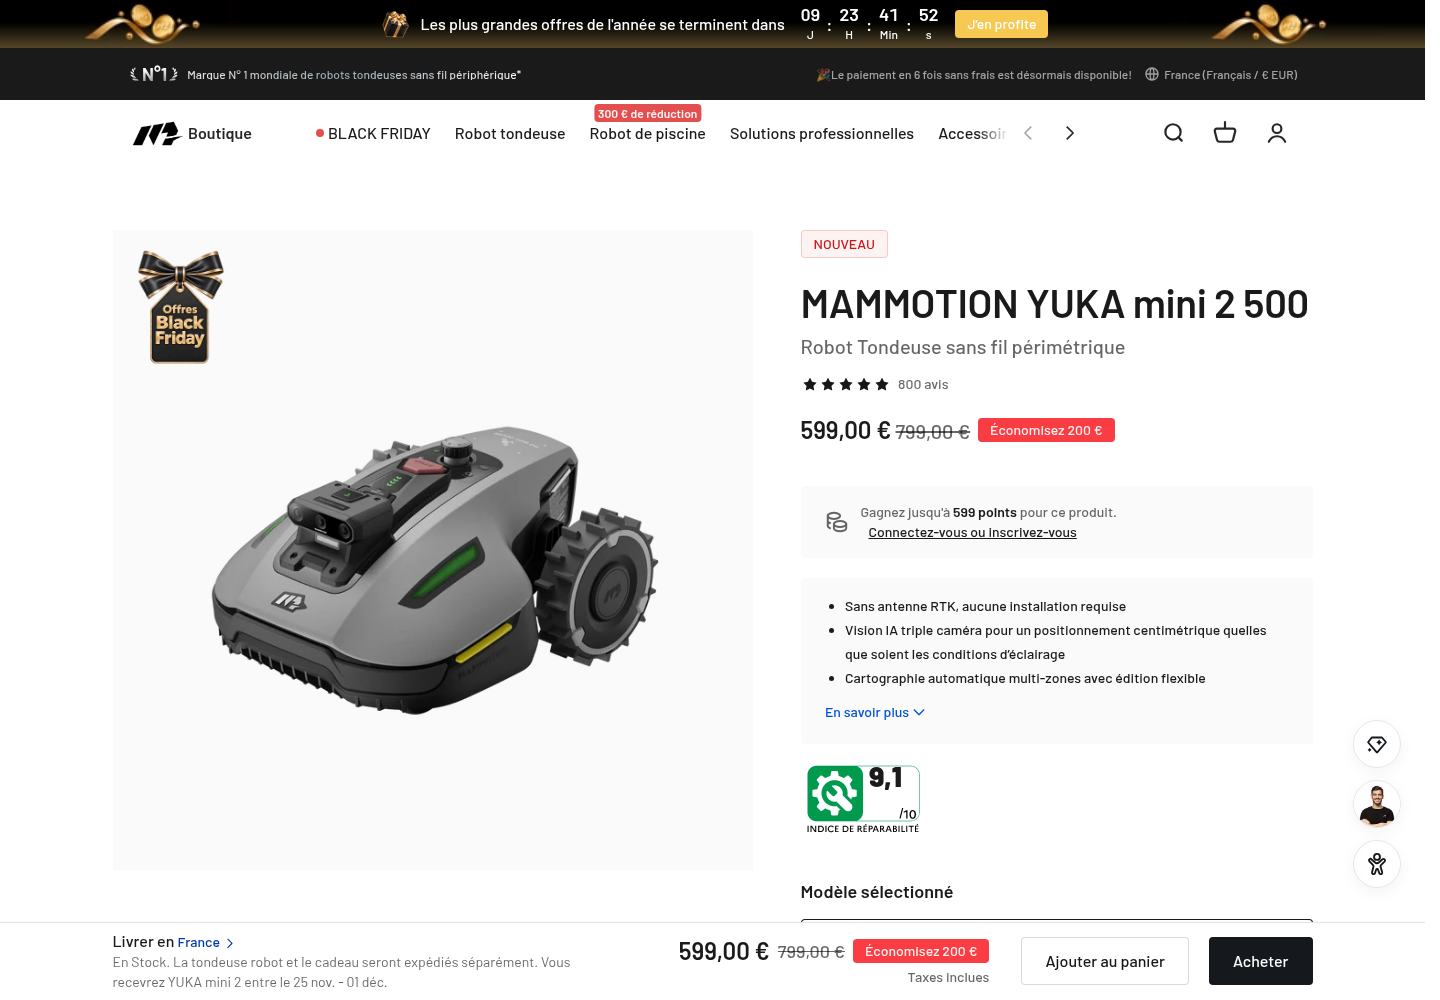 Les plus grandes offres de l'année se terminent dans
09 : 23 : 41 : 52
J H Min s
J'en profite
N°1
Marque N° 1 mondiale de robots tondeuses sans fil périphérique*
🎉Le paiement en 6 fois sans frais est désormais disponible!
France (Français / € EUR)
300 € de réduction
Boutique
BLACK FRIDAY
Robot tondeuse
Robot de piscine
Solutions professionnelles
Accessoir
Offres
Black
Friday
NOUVEAU
MAMMOTION YUKA mini 2 500
Robot Tondeuse sans fil périmétrique
800 avis
599,00 € 799,00 € Économisez 200 €
Gagnez jusqu'à 599 points pour ce produit.
Connectez-vous ou inscrivez-vous
Sans antenne RTK, aucune installation requise
Vision IA triple caméra pour un positionnement centimétrique quelles
que soient les conditions d'éclairage
Cartographie automatique multi-zones avec édition flexible
En savoir plus
9,1
/10
INDICE DE RÉPARABILITÉ
Modèle sélectionné
Livrer en France
En Stock. La tondeuse robot et le cadeau seront expédiés séparément. Vous
recevrez YUKA mini 2 entre le 25 nov. - 01 déc.
599,00 € 799,00 € Économisez 200 €
Taxes inclues
Ajouter au panier
Acheter